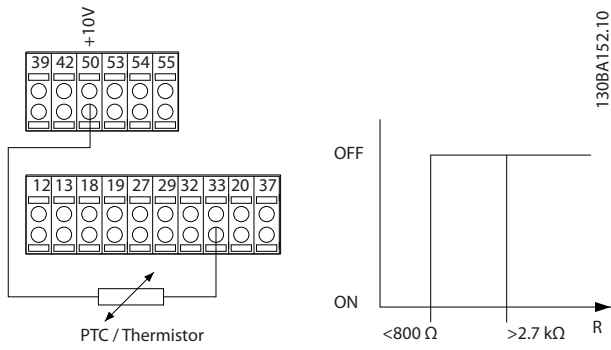 +10V
39 42 50 53 54 55
12 13 18 19 27 29 32 33 20 37
PTC / Thermistor
OFF
ON
<800 Ω
>2.7 kΩ
R
130BA152.10